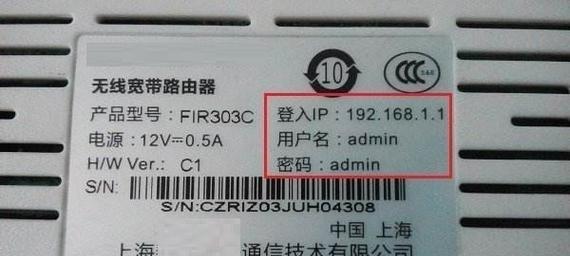 10
CCC S&E
无线宽带路由器
产品型号：FIR303C
登入IP：192.168.1.1
电源：12V⎓0.5A
用户名：admin
H/W Ver.： C1
密码：admin
S/N:
S/N:CZRIZ03JUH04308
中国 上海
上海 通信技术有限公司